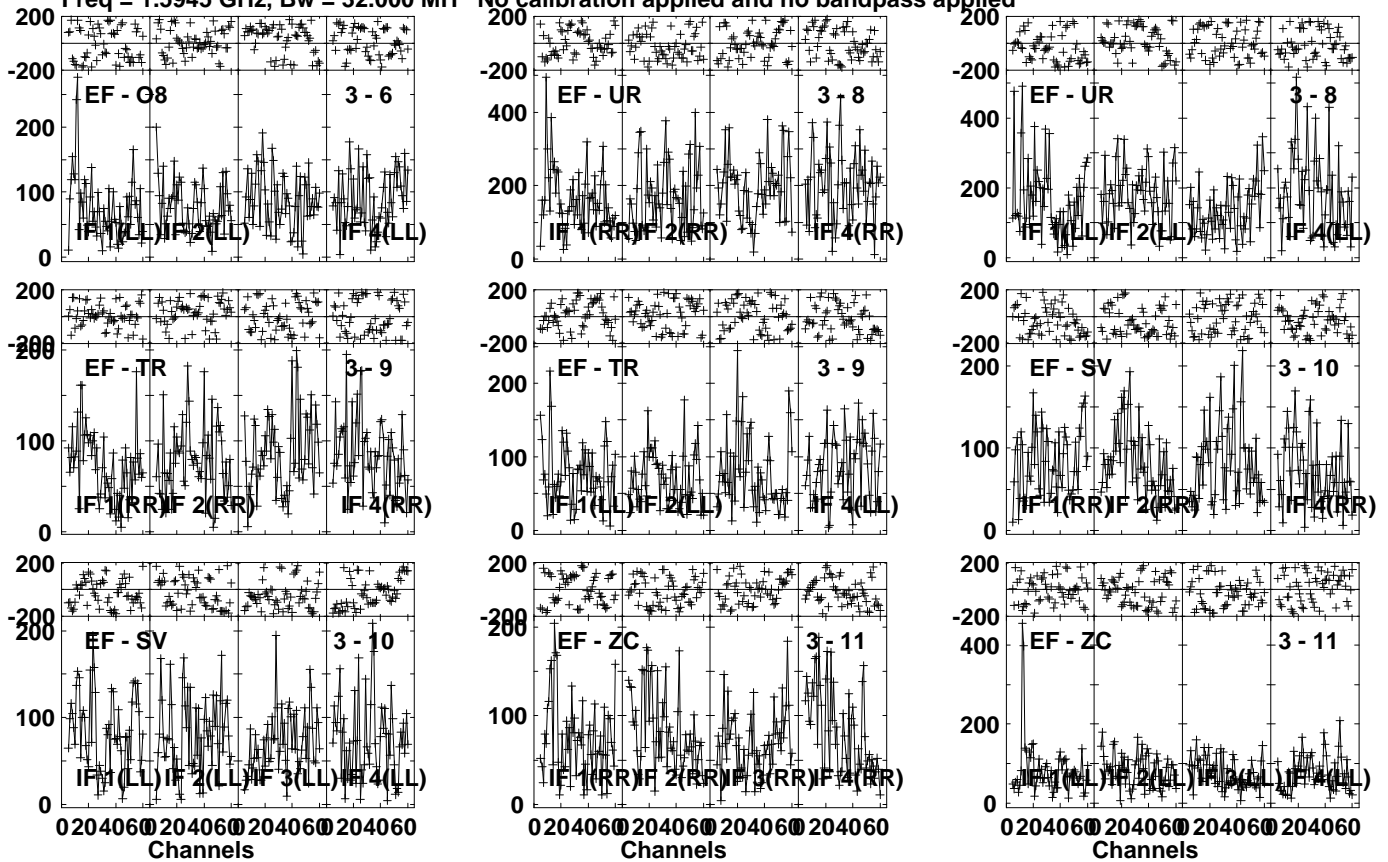 Freq = 1.5945 GHz, Bw = 32.000 MH No calibration applied and no bandpass applied
200 200 200
-200 -200 -200
EF - O8 3 - 6 EF - UR 3 - 8 EF - UR 3 - 8
200 400 400
100 200 200
IF 1(LL) IF 2(LL) IF 4(LL) IF 1(RR) IF 2(RR) IF 4(RR) IF 1(LL) IF 2(LL) IF 4(LL)
0 0 0
200 200 200
-200 -200 -200
200
EF - TR 3 - 9 EF - TR 3 - 9 EF - SV 3 - 10
200 200
100 100 100
IF 1(RR) IF 2(RR) IF 4(RR) IF 1(LL) IF 2(LL) IF 4(LL) IF 1(RR) IF 2(RR) IF 4(RR)
0 0 0
200 200 200
-200 -200 -200
200 200
EF - SV 3 - 10 EF - ZC 3 - 11 EF - ZC 3 - 11
400
100 100 200
IF 1(LL) IF 2(LL) IF 3(LL) IF 4(LL) IF 1(RR) IF 2(RR) IF 3(RR) IF 4(RR) IF 1(LL) IF 2(LL) IF 3(LL) IF 4(LL)
0 0 0
0 20 40 60 0 20 40 60 0 20 40 60 0 20 40 60 0 20 40 60 0 20 40 60 0 20 40 60 0 20 40 60 0 20 40 60 0 20 40 60 0 20 40 60 0 20 40 60
Channels Channels Channels